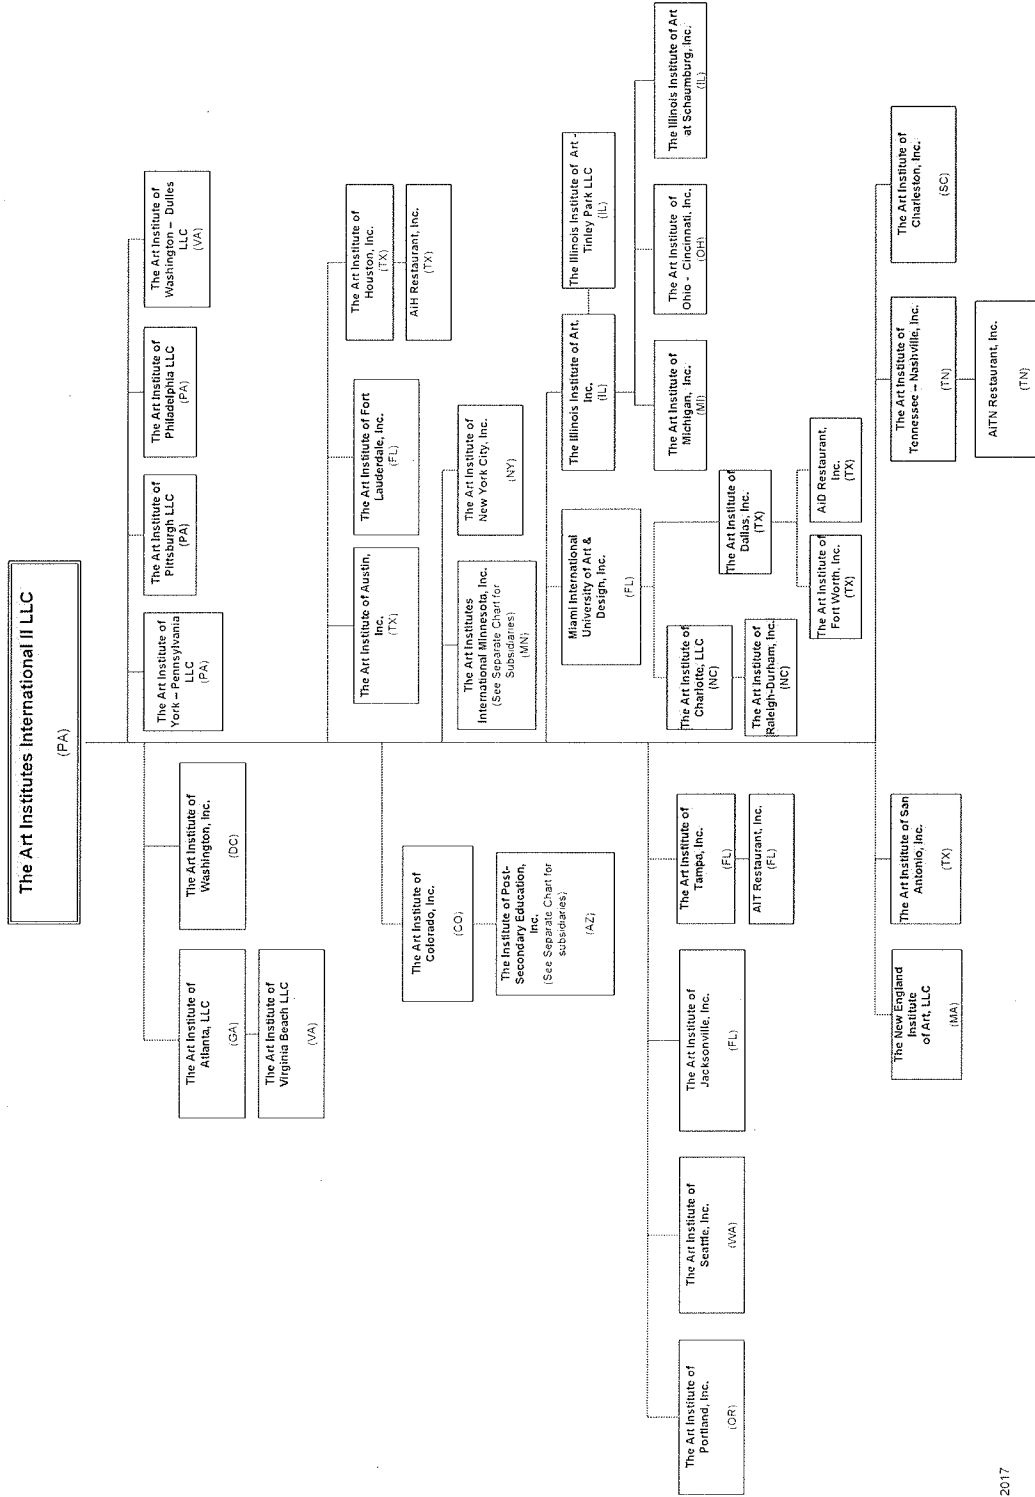 The Art Institutes International II LLC
(PA)
The Art Institute of
York – Pennsylvania
LLC
(PA)
The Art Institute of
Pittsburgh LLC
(PA)
The Art Institute of
Philadelphia LLC
(PA)
The Art Institute of
Washington – Dulles
LLC
(VA)
The Art Institute of
Atlanta, LLC
(GA)
The Art Institute of
Virginia Beach LLC
(VA)
The Art Institute of
Washington, Inc.
(DC)
The Art Institute of Austin,
Inc.
(TX)
The Art Institute of Fort
Lauderdale, Inc.
(FL)
The Art Institute of
Houston, Inc.
(TX)
AiH Restaurant, Inc.
(TX)
The Art Institute of
Colorado, Inc.
(CO)
The Institute of Post-
Secondary Education,
Inc.
(See Separate Chart for
subsidiaries)
(AZ)
The Art Institutes
International Minnesota, Inc.
(See Separate Chart for
Subsidiaries)
(MN)
The Art Institute of
New York City, Inc.
(NY)
Miami International
University of Art &
Design, Inc.
(FL)
The Illinois Institute of Art,
Inc.
(IL)
The Illinois Institute of Art -
Tinley Park LLC
(IL)
The Art Institute of
Michigan, Inc.
(MI)
The Art Institute of
Ohio - Cincinnati, Inc.
(OH)
The Illinois Institute of Art
at Schaumburg, Inc.
(IL)
The Art Institute of
Charlotte, LLC
(NC)
The Art Institute of
Raleigh-Durham, Inc.
(NC)
The Art Institute of
Dallas, Inc.
(TX)
The Art Institute of
Fort Worth, Inc.
(TX)
AiD Restaurant,
Inc.
(TX)
The Art Institute of
Portland, Inc.
(OR)
The Art Institute of
Seattle, Inc.
(WA)
The Art Institute of
Jacksonville, Inc.
(FL)
The Art Institute of
Tampa, Inc.
(FL)
AIT Restaurant, Inc.
(FL)
The New England
Institute
of Art, LLC
(MA)
The Art Institute of San
Antonio, Inc.
(TX)
The Art Institute of
Tennessee – Nashville, Inc.
(TN)
AITN Restaurant, Inc.
(TN)
The Art Institute of
Charleston, Inc.
(SC)
2017